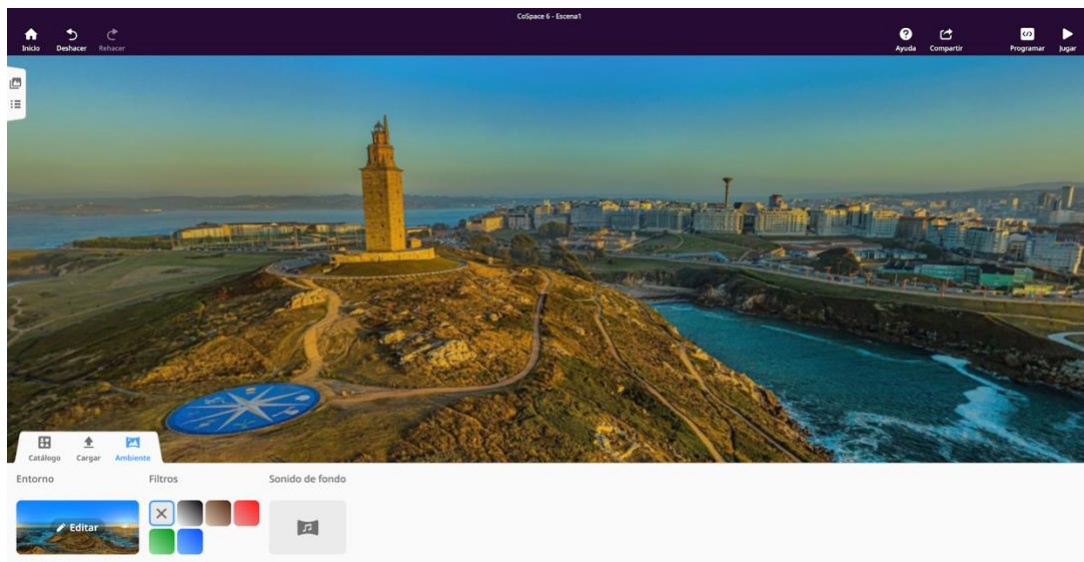 CoSpace 6 - Escena1
Inicio Deshacer Rehacer Ayuda Compartir Programar Jugar
Catálogo Cargar Ambiente
Entorno Filtros Sonido de fondo
Editar